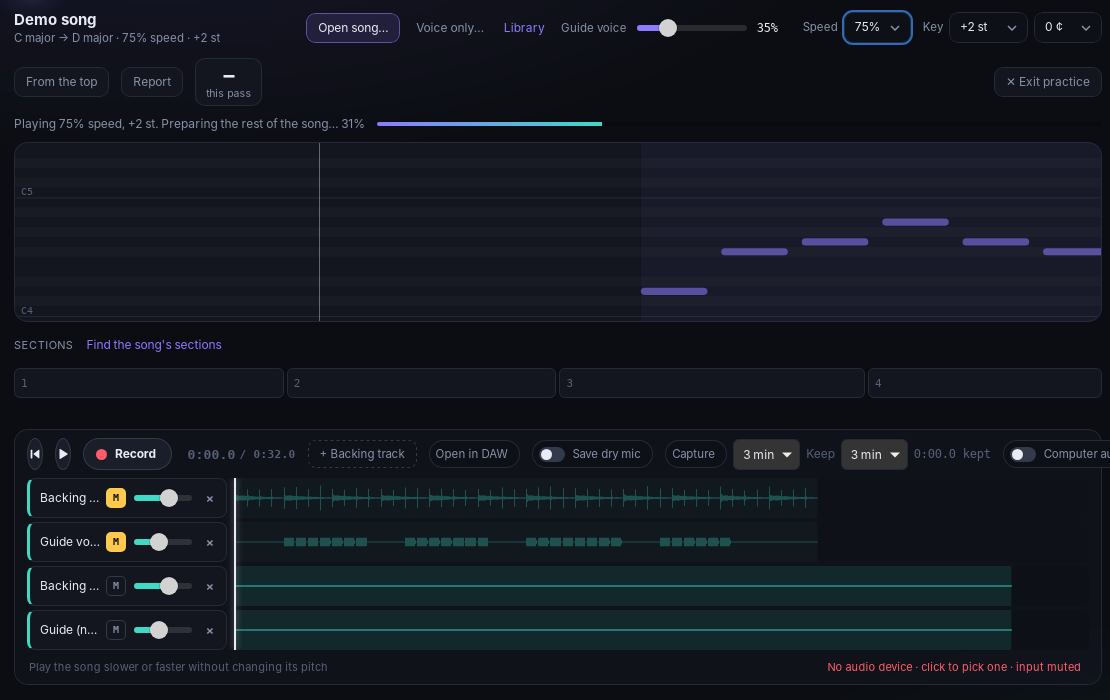 Demo song
C major → D major · 75% speed · +2 st
Open song...
Voice only...
Library
Guide voice
35%
Speed
75%
Key
+2 st
0 ¢
From the top
Report
–
this pass
✕ Exit practice
Playing 75% speed, +2 st. Preparing the rest of the song... 31%
C5
C4
SECTIONS
Find the song's sections
1
2
3
4
Record
0:00.0 / 0:32.0
+ Backing track
Open in DAW
Save dry mic
Capture
3 min
Keep
3 min
0:00.0 kept
Computer au
Backing ...
M
×
Guide vo...
M
×
Backing ...
M
×
Guide (n...
M
×
Play the song slower or faster without changing its pitch
No audio device · click to pick one · input muted